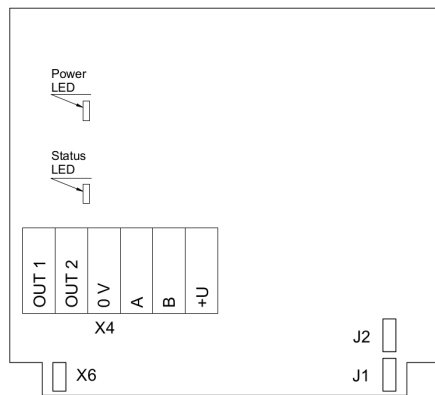 Power
LED
Status
LED
OUT 1
OUT 2
0 V
A
B
+U
X4
J2
X6
J1